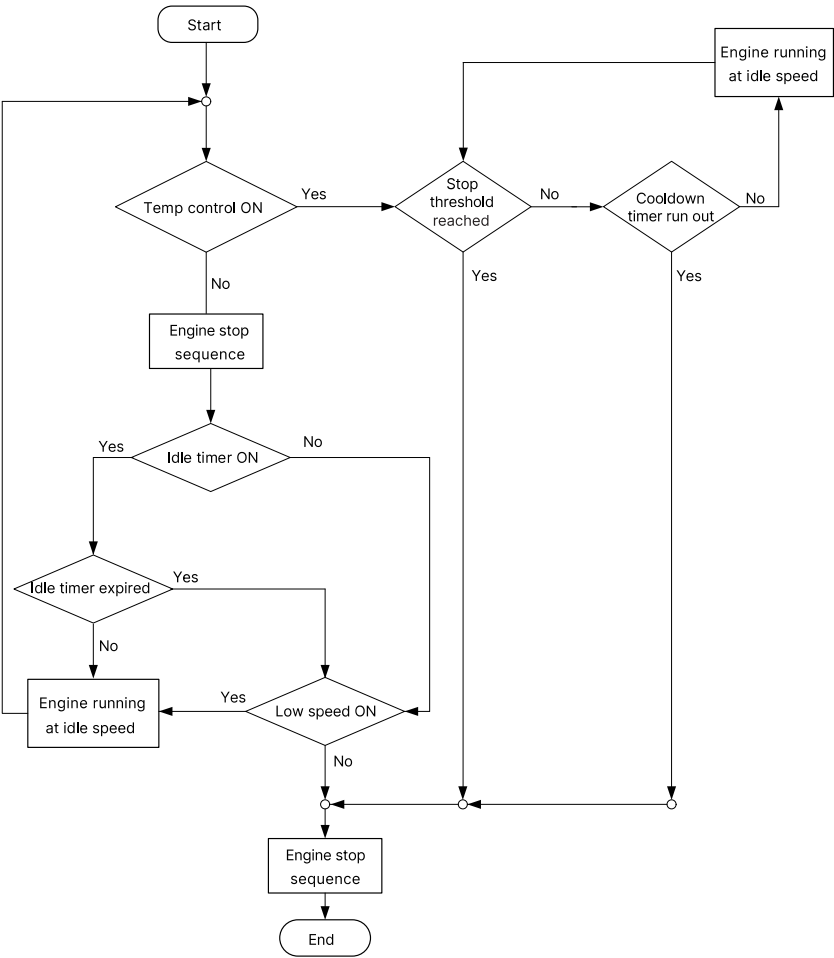 Start
Engine running
at idle speed
Temp control ON
Yes
Stop
threshold
reached
No
Cooldown
timer run out
No
No
Yes
Yes
Engine stop
sequence
Yes
Idle timer ON
No
Idle timer expired
Yes
No
Engine running
at idle speed
Yes
Low speed ON
No
Engine stop
sequence
End